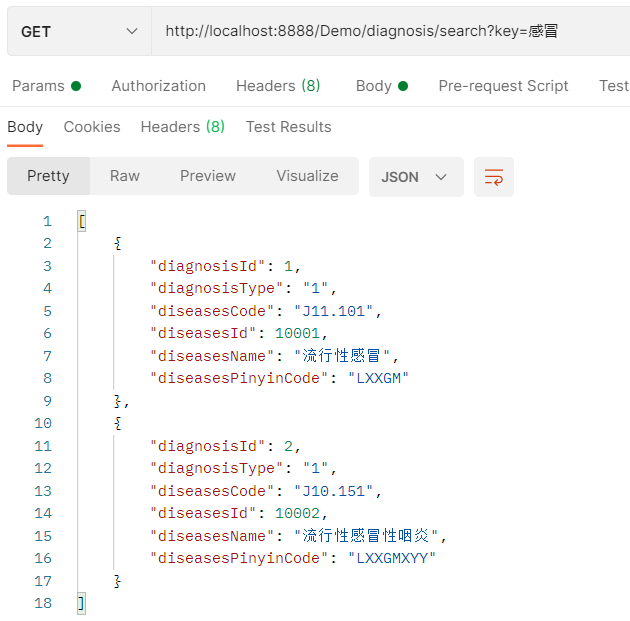 GET http://localhost:8888/Demo/diagnosis/search?key=感冒
Params Authorization Headers (8) Body Pre-request Script Test
Body Cookies Headers (8) Test Results
Pretty Raw Preview Visualize JSON
1 [
2 {
3 "diagnosisId": 1,
4 "diagnosisType": "1",
5 "diseasesCode": "J11.101",
6 "diseasesId": 10001,
7 "diseasesName": "流行性感冒",
8 "diseasesPinyinCode": "LXXGM"
9 },
10 {
11 "diagnosisId": 2,
12 "diagnosisType": "1",
13 "diseasesCode": "J10.151",
14 "diseasesId": 10002,
15 "diseasesName": "流行性感冒性咽炎",
16 "diseasesPinyinCode": "LXXGMXYY"
17 }
18 ]